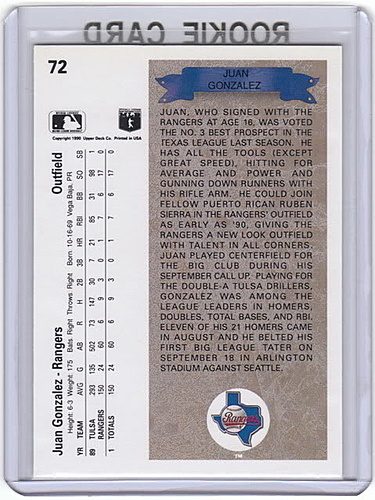 ROOKIE CARD
72
JUAN
GONZALEZ
JUAN, WHO SIGNED WITH THE
RANGERS AT AGE 16, WAS VOTED
THE NO. 3 BEST PROSPECT IN THE
TEXAS LEAGUE LAST SEASON. HE
HAS ALL THE TOOLS (EXCEPT
GREAT SPEED), HITTING FOR
AVERAGE AND POWER AND
GUNNING DOWN RUNNERS WITH
HIS RIFLE ARM. HE COULD JOIN
FELLOW PUERTO RICAN RUBEN
SIERRA IN THE RANGERS' OUTFIELD
AS EARLY AS '90, GIVING THE
RANGERS A NEW LOOK OUTFIELD
WITH TALENT IN ALL CORNERS.
JUAN PLAYED CENTERFIELD FOR
THE BIG CLUB DURING HIS
SEPTEMBER CALL UP. PLAYING FOR
THE DOUBLE-A TULSA DRILLERS,
GONZALEZ WAS AMONG THE
LEAGUE LEADERS IN HOMERS,
DOUBLES, TOTAL BASES, AND RBI.
ELEVEN OF HIS 21 HOMERS CAME
IN AUGUST AND HE BELTED HIS
FIRST BIG LEAGUE TATER ON
SEPTEMBER 18 IN ARLINGTON
STADIUM AGAINST SEATTLE.
Rangers
TM
Copyright 1990 Upper Deck Co. Printed in USA
Juan Gonzalez - Rangers Outfield
Height: 6-3 Weight: 175 Bats: Right Throws: Right Born: 10-16-69 Vega Baja, PR
YR TEAM AVG G AB R H 2B 3B HR RBI BB SO SB
89 TULSA 293 135 502 73 147 30 7 21 85 31 98 1
89 RANGERS 150 24 60 6 9 3 0 1 7 6 17 0
1 TOTALS 150 24 60 6 9 3 0 1 7 6 17 0